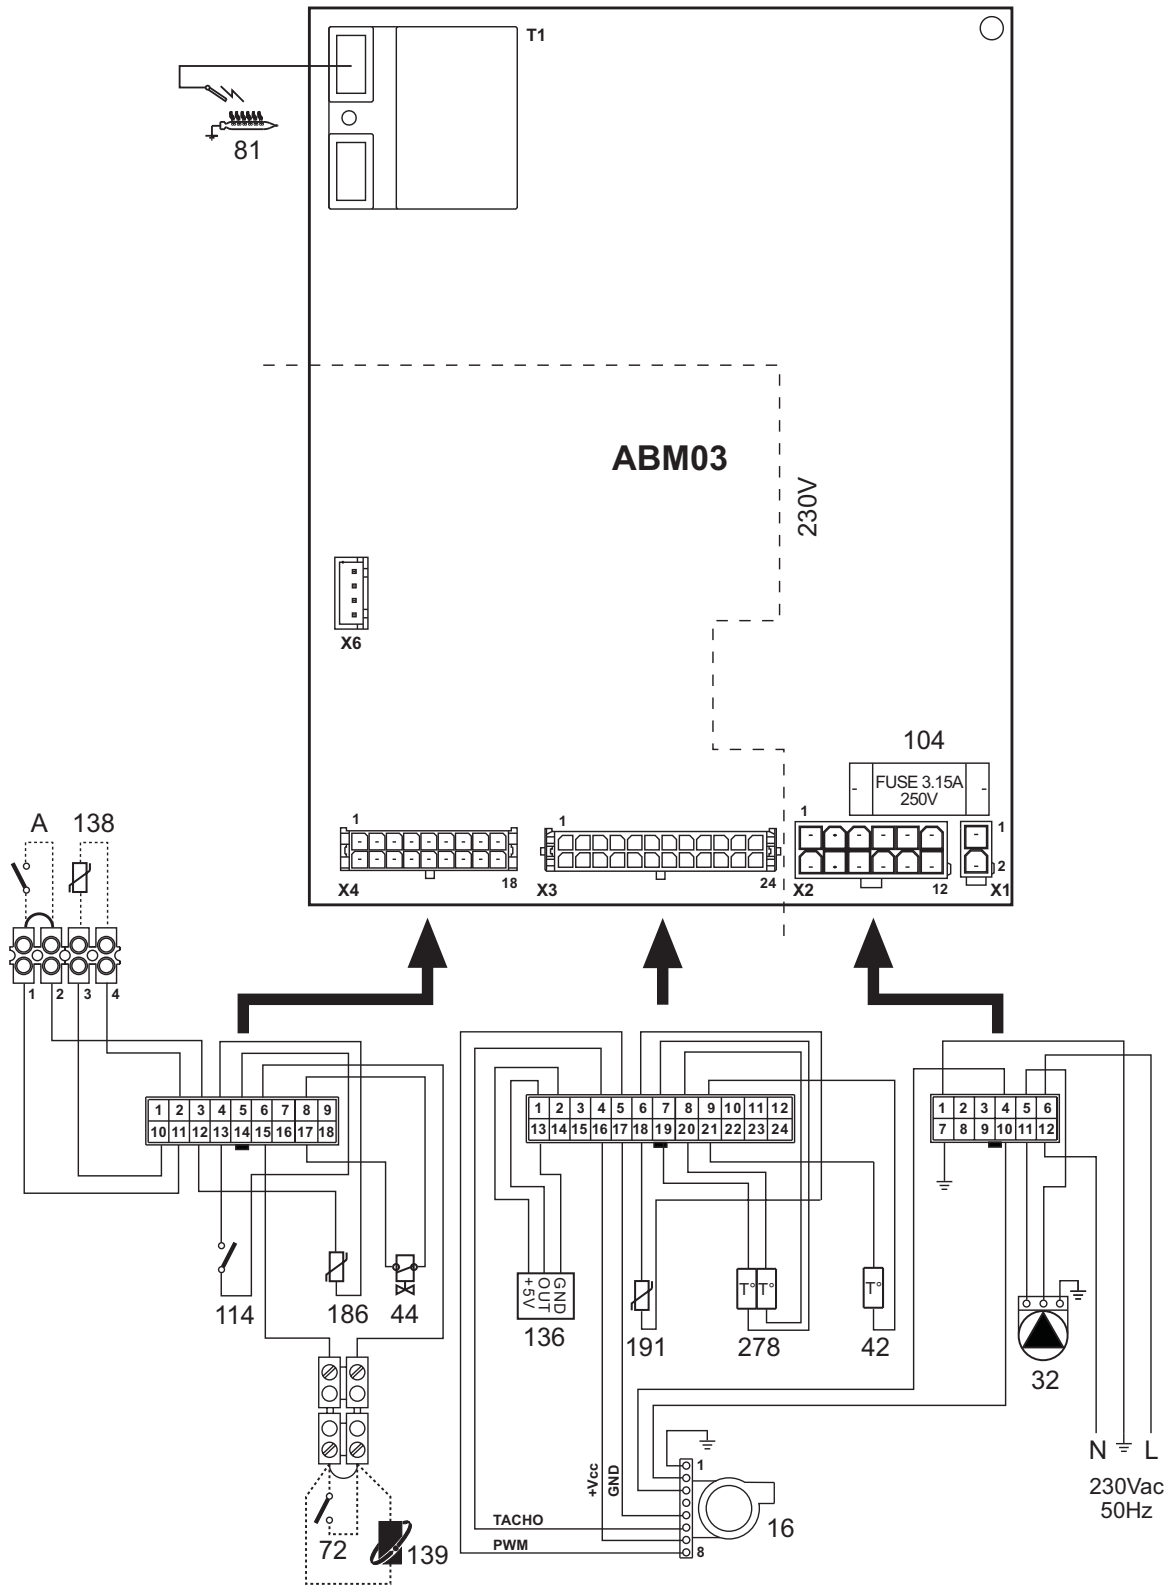 T1
81
ABM03
230V
X6
104
FUSE 3.15A
250V
1
1
1
1
2
18
24
12
X4
X3
X2
X1
A
138
1
2
3
4
1 2 3 4 5 6 7 8 9
10 11 12 13 14 15 16 17 18
1 2 3 4 5 6 7 8 9 10 11 12
13 14 15 16 17 18 19 20 21 22 23 24
1 2 3 4 5 6
7 8 9 10 11 12
+5V
OUT
GND
114
186
44
136
191
278
T°
T°
42
T°
32
N
L
230Vac
50Hz
+Vcc
GND
TACHO
PWM
1
8
16
72
139